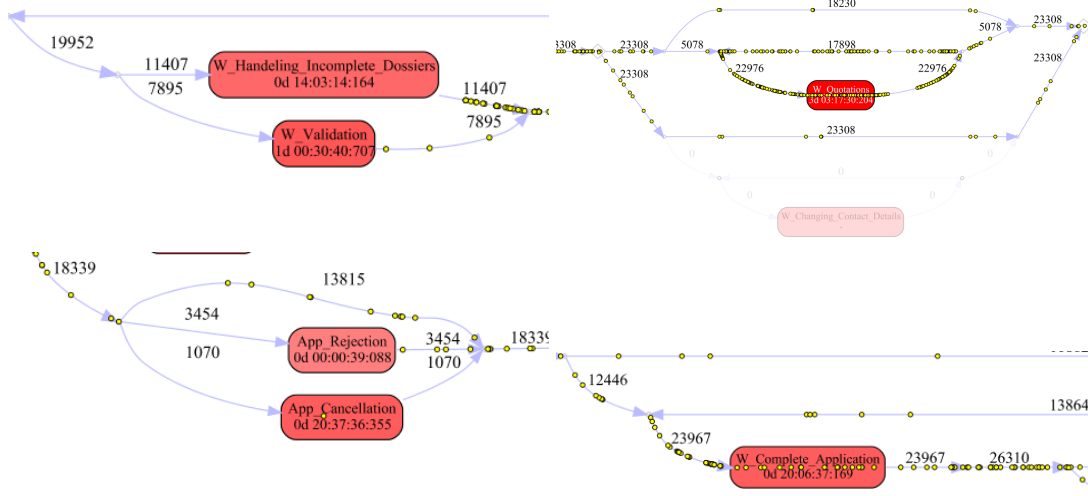 19952
11407
7895
W_Handeling_Incomplete_Dossiers
0d 14:03:14:164
11407
7895
W_Validation
1d 00:30:40:707
18230
5078
23308
3308
23308
5078
17898
22976
22976
W_Quotations
3d 03:17:30:204
23308
23308
23308
0
0
0
0
0
W_Changing_Contact_Details
-
18339
13815
3454
App_Rejection
0d 00:00:39:088
3454
18339
1070
1070
App_Cancellation
0d 20:37:36:355
12446
13864
23967
W_Complete_Application
0d 20:06:37:169
23967
26310